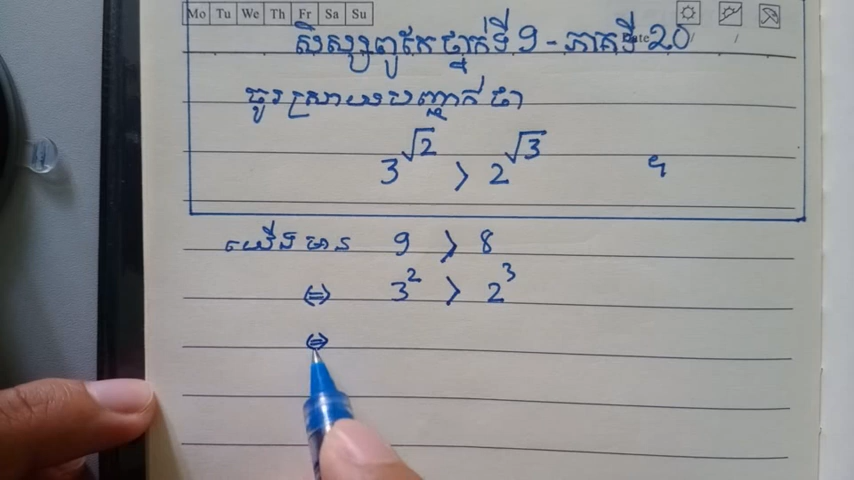 Mo Tu We Th Fr Sa Su
Date / /
សិស្សពូកែថ្នាក់ទី 9 - ភាគទី 20
ចូរស្រាយបញ្ជាក់ថា
3^√2 > 2^√3 ។
យើងមាន 9 > 8
⇔ 3² > 2³
⇔